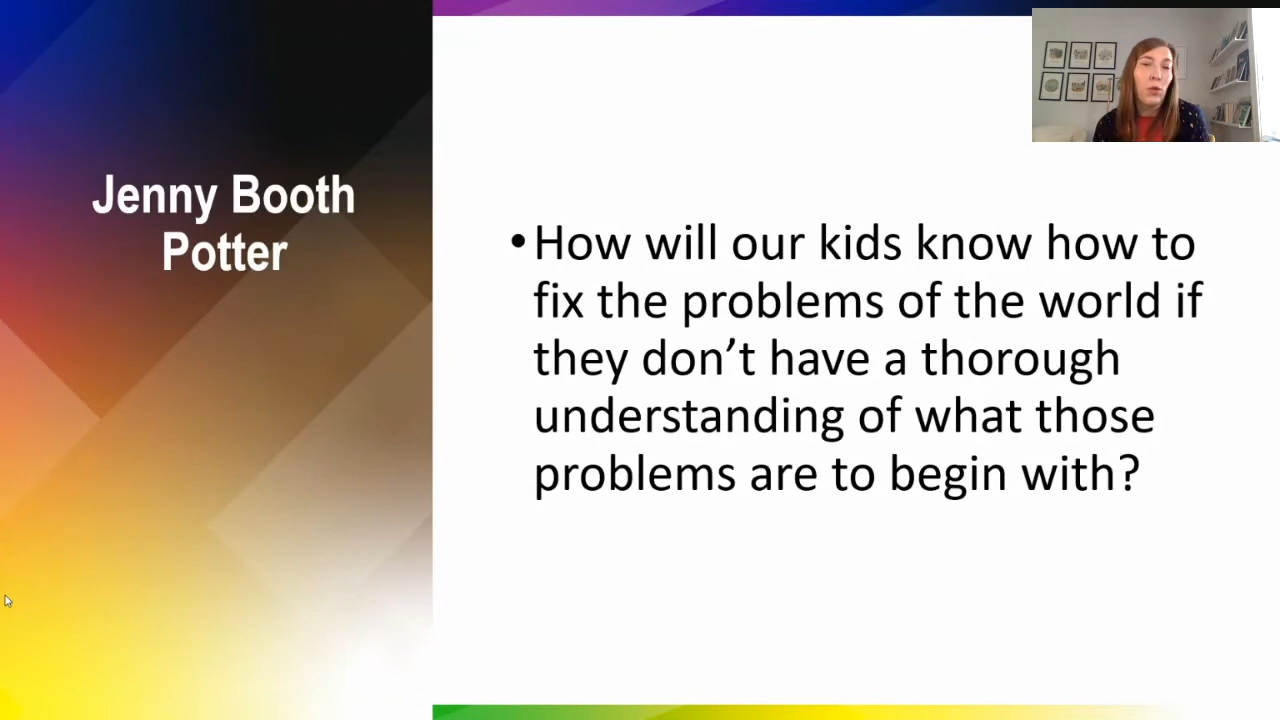 Jenny Booth
Potter
•How will our kids know how to
fix the problems of the world if
they don’t have a thorough
understanding of what those
problems are to begin with?